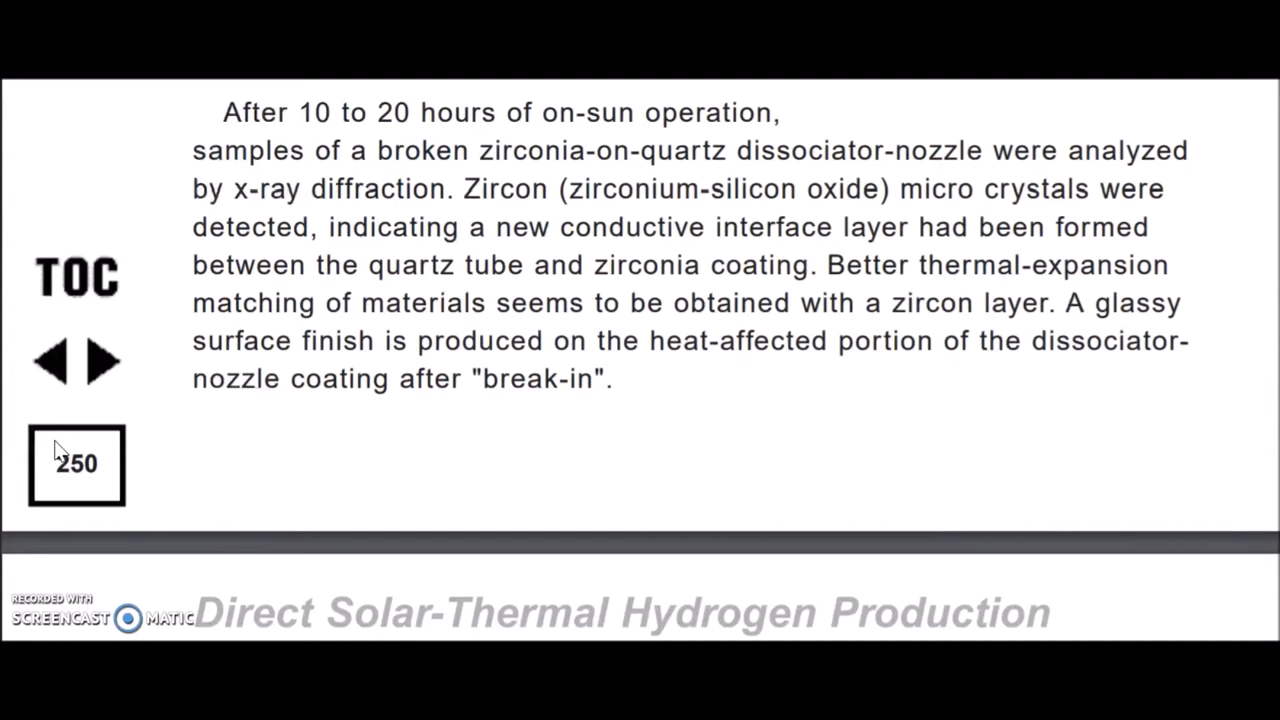 After 10 to 20 hours of on-sun operation,
samples of a broken zirconia-on-quartz dissociator-nozzle were analyzed
by x-ray diffraction. Zircon (zirconium-silicon oxide) micro crystals were
detected, indicating a new conductive interface layer had been formed
between the quartz tube and zirconia coating. Better thermal-expansion
matching of materials seems to be obtained with a zircon layer. A glassy
surface finish is produced on the heat-affected portion of the dissociator-
nozzle coating after "break-in".
TOC
250
RECORDED WITH
SCREENCAST MATIC
Direct Solar-Thermal Hydrogen Production